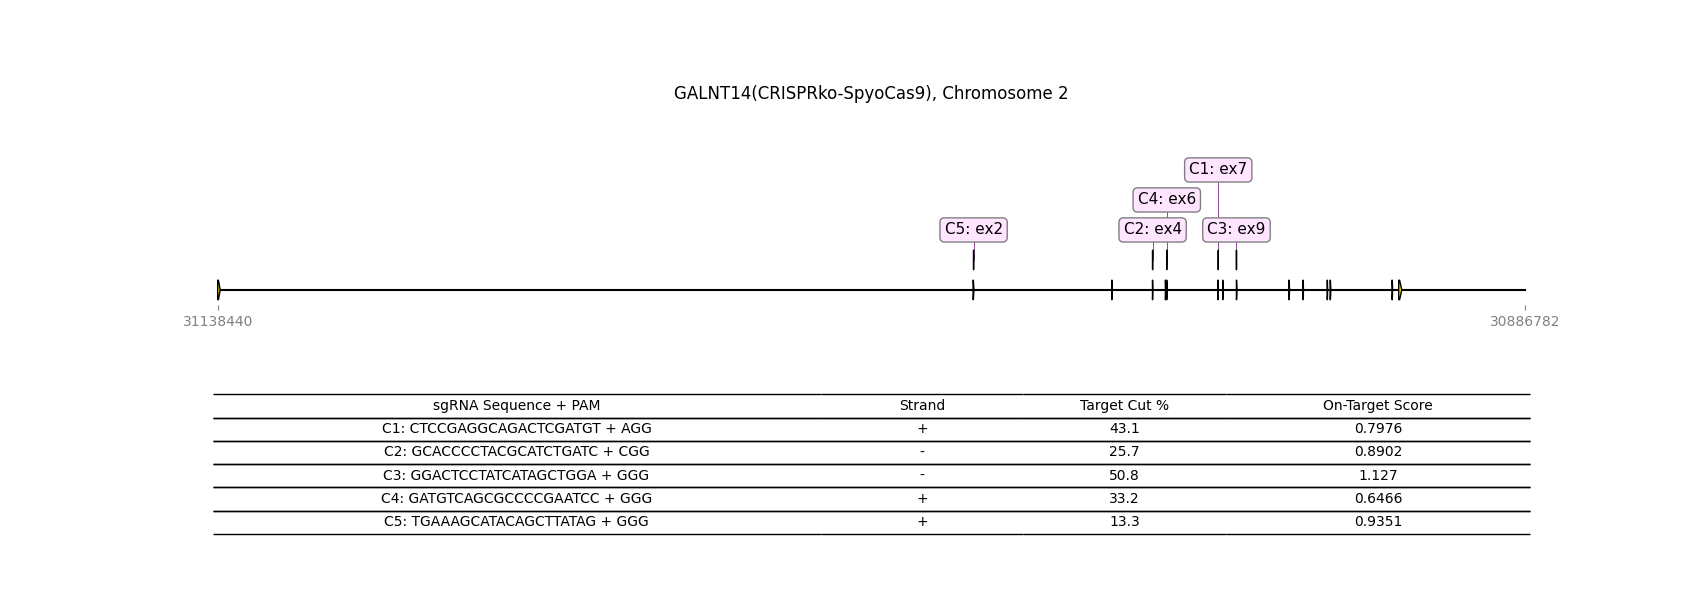 GALNT14(CRISPRko-SpyoCas9), Chromosome 2
C1: ex7
C4: ex6
C5: ex2 C2: ex4 C3: ex9
31138440 30886782
sgRNA Sequence + PAM Strand Target Cut % On-Target Score
C1: CTCCGAGGCAGACTCGATGT + AGG + 43.1 0.7976
C2: GCACCCCTACGCATCTGATC + CGG - 25.7 0.8902
C3: GGACTCCTATCATAGCTGGA + GGG - 50.8 1.127
C4: GATGTCAGCGCCCCGAATCC + GGG + 33.2 0.6466
C5: TGAAAGCATACAGCTTATAG + GGG + 13.3 0.9351